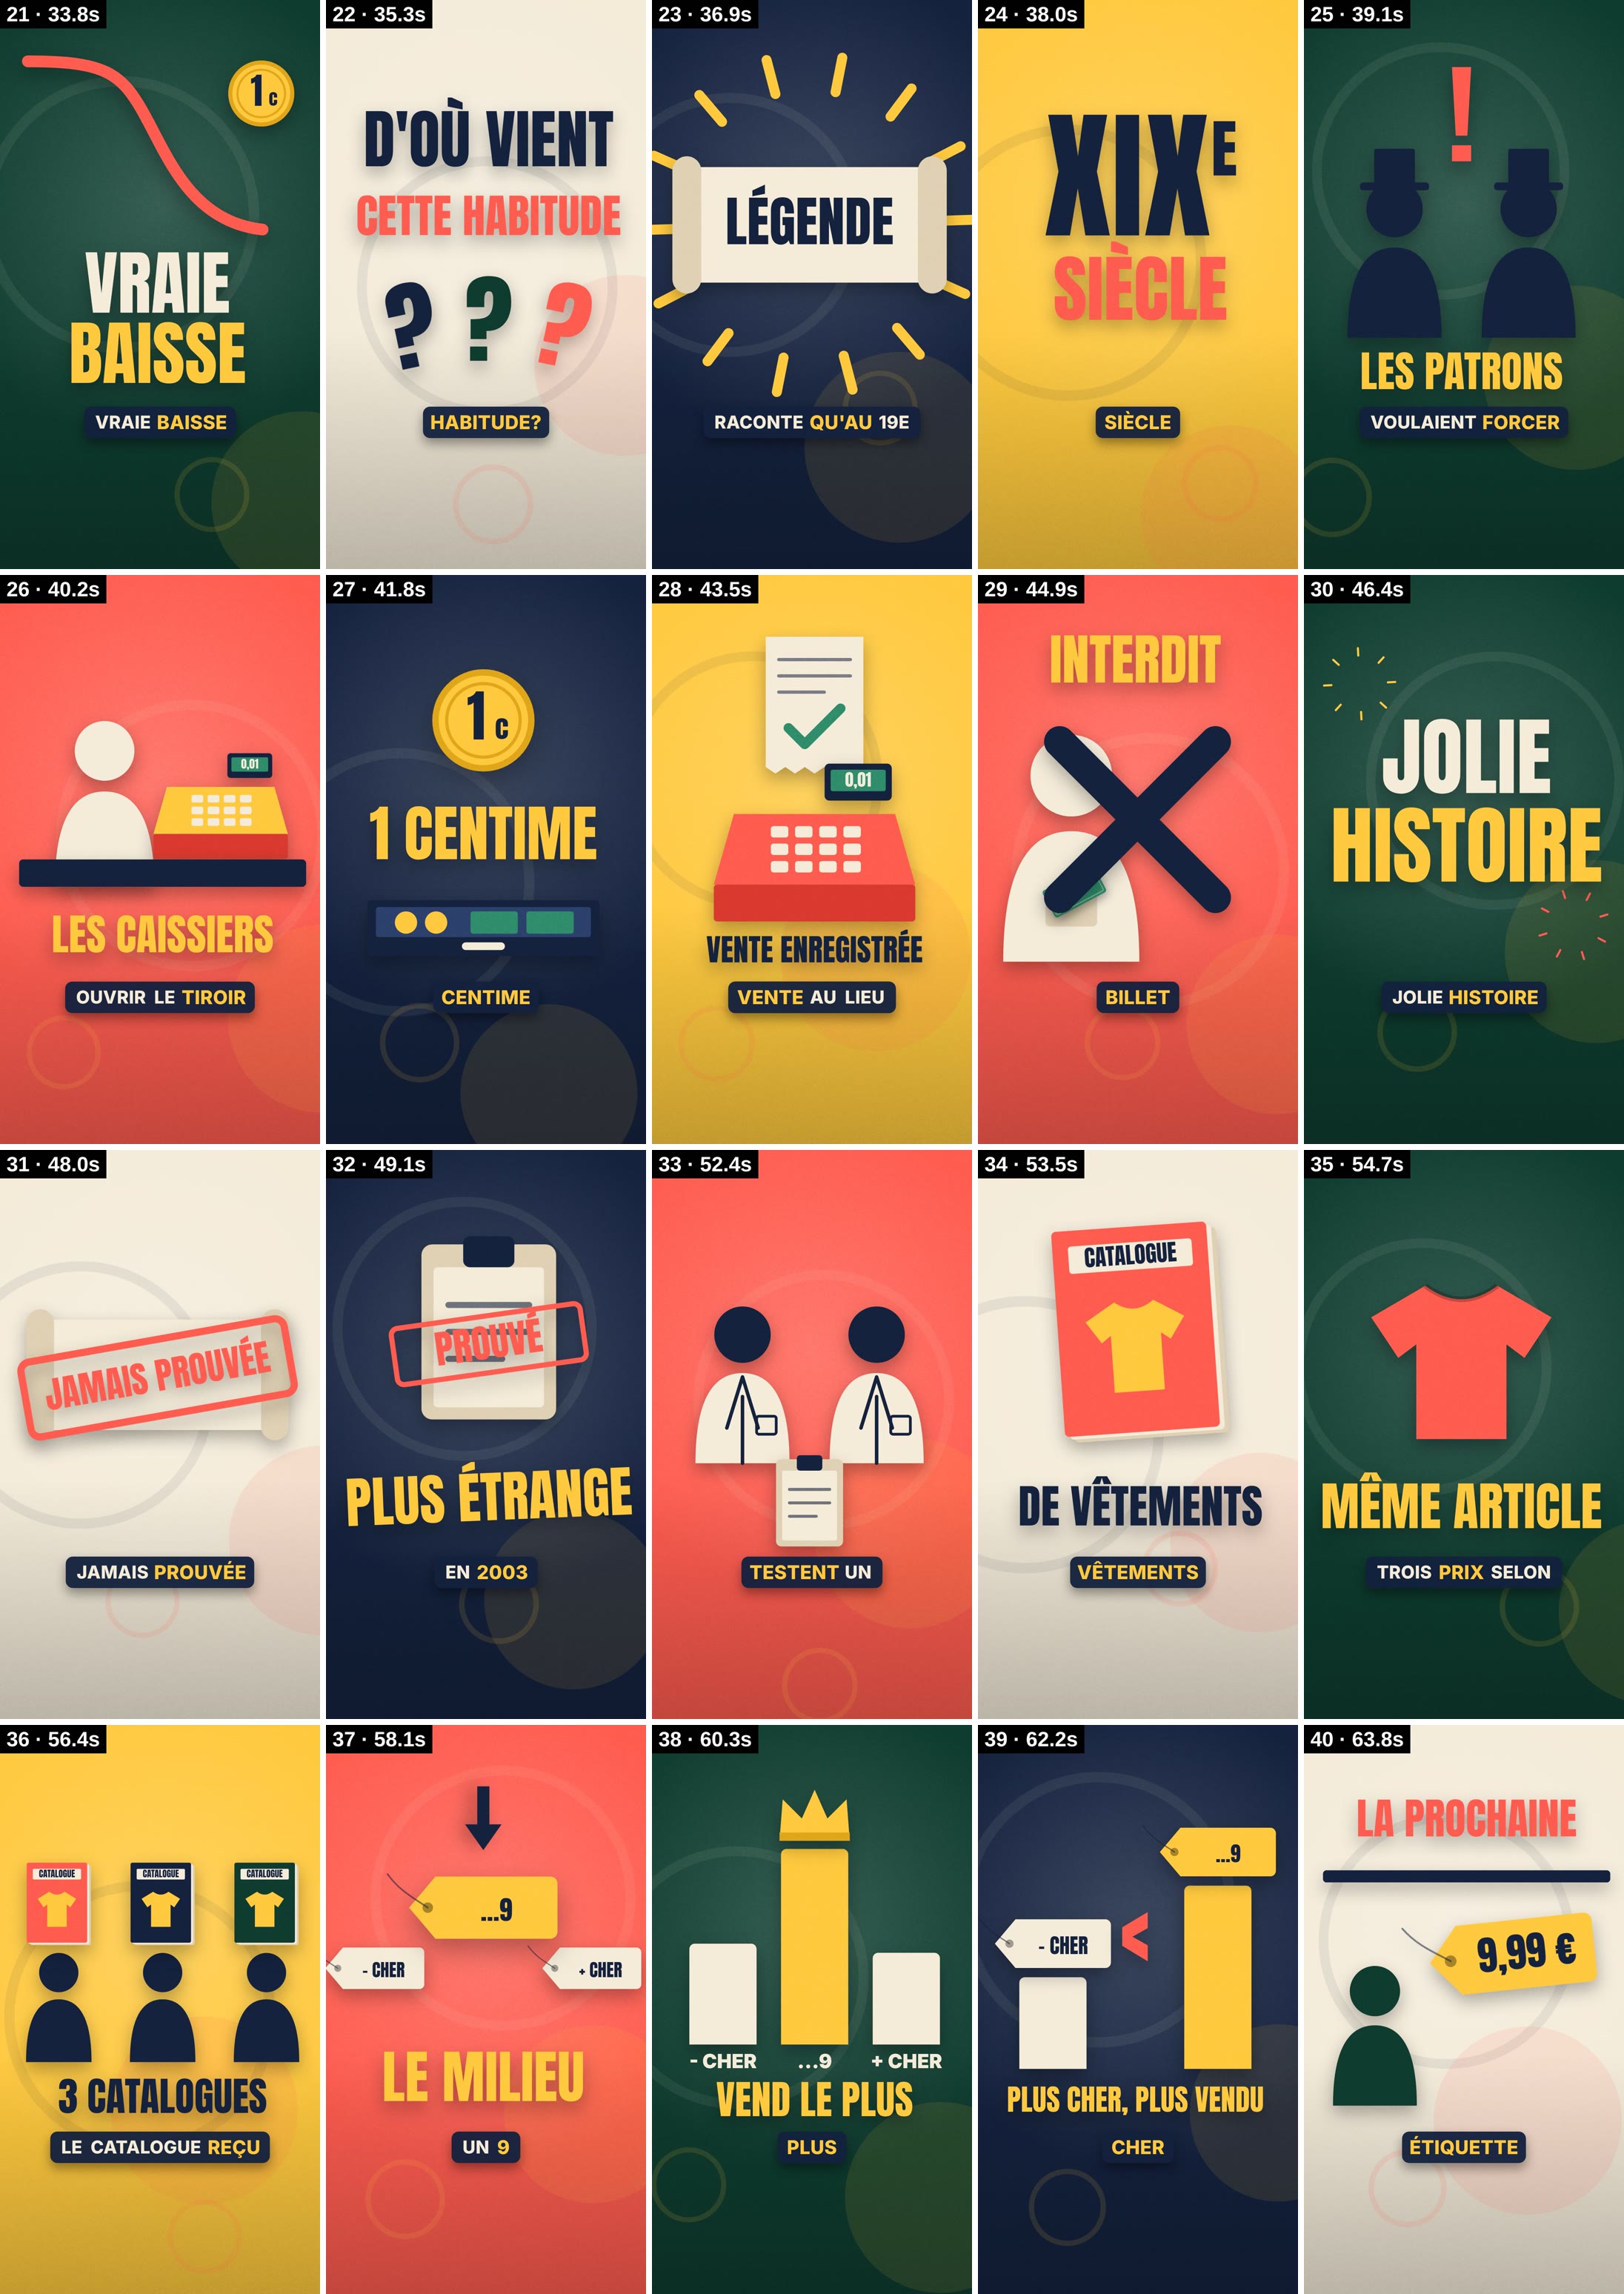 21 · 33.8s
1 c
VRAIE
BAISSE
VRAIE BAISSE
22 · 35.3s
D'OÙ VIENT
CETTE HABITUDE
? ? ?
HABITUDE?
23 · 36.9s
LÉGENDE
RACONTE QU'AU 19E
24 · 38.0s
XIXE
SIÈCLE
SIÈCLE
25 · 39.1s
!
LES PATRONS
VOULAIENT FORCER
26 · 40.2s
0,01
LES CAISSIERS
OUVRIR LE TIROIR
27 · 41.8s
1 c
1 CENTIME
CENTIME
28 · 43.5s
0,01
VENTE ENREGISTRÉE
VENTE AU LIEU
29 · 44.9s
INTERDIT
BILLET
30 · 46.4s
JOLIE
HISTOIRE
JOLIE HISTOIRE
31 · 48.0s
JAMAIS PROUVÉE
JAMAIS PROUVÉE
32 · 49.1s
PROUVÉ
PLUS ÉTRANGE
EN 2003
33 · 52.4s
TESTENT UN
34 · 53.5s
CATALOGUE
DE VÊTEMENTS
VÊTEMENTS
35 · 54.7s
MÊME ARTICLE
TROIS PRIX SELON
36 · 56.4s
CATALOGUE CATALOGUE CATALOGUE
3 CATALOGUES
LE CATALOGUE REÇU
37 · 58.1s
...9
- CHER + CHER
LE MILIEU
UN 9
38 · 60.3s
- CHER ...9 + CHER
VEND LE PLUS
PLUS
39 · 62.2s
...9
- CHER <
PLUS CHER, PLUS VENDU
CHER
40 · 63.8s
LA PROCHAINE
9,99 €
ÉTIQUETTE